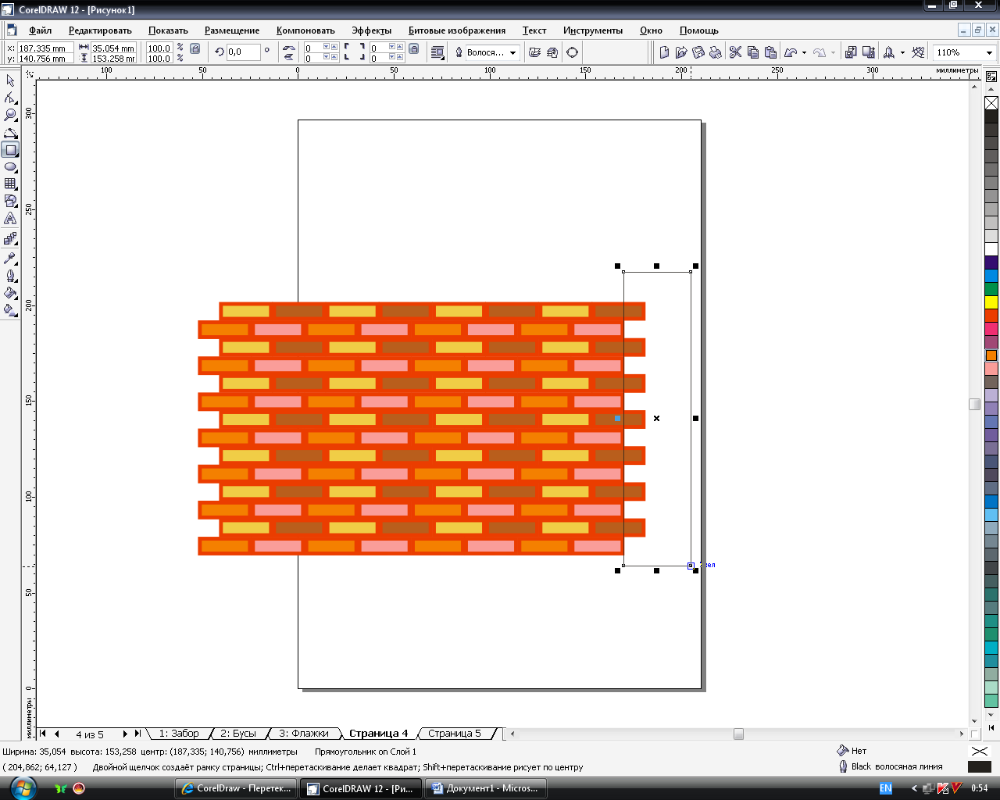 CorelDRAW 12 - [Рисунок1]
Файл Редактировать Показать Размещение Компоновать Эффекты Битовые изображения Текст Инструменты Окно Помощь
x: 187.335 mm 35.054 mm 100.0 % 0,0 ° 0 0 Волося... 110%
y: 140.756 mm 153.258 mm 100.0 % 0 0
100 50 0 50 100 150 200 250 300 миллиметры
300
250
200
150
100
50
0
миллиметры
4 из 5 1: Забор 2: Бусы 3: Флажки Страница 4 Страница 5
Ширина: 35,054 высота: 153,258 центр: (187,335; 140,756) миллиметры Прямоугольник on Слой 1 Нет
( 204,862; 64,127 ) Двойной щелчок создаёт рамку страницы; Ctrl+перетаскивание делает квадрат; Shift+перетаскивание рисует по центру Black волосяная линия
CorelDraw - Перетек... CorelDRAW 12 - [Ри... Документ1 - Micros... EN 0:54